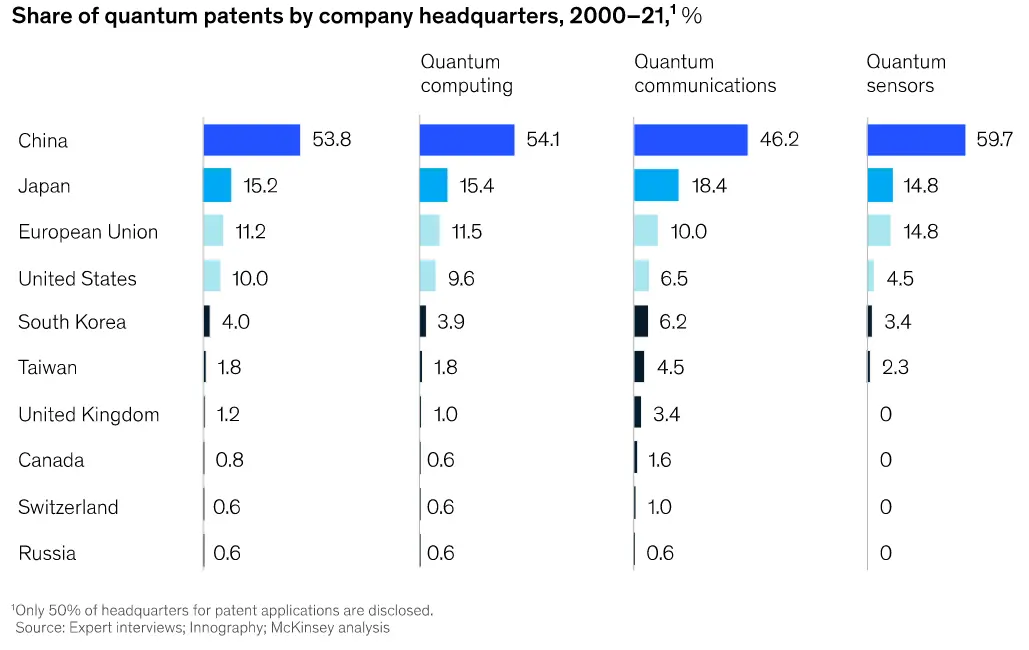 Share of quantum patents by company headquarters, 2000–21,¹ %
Quantum computing
Quantum communications
Quantum sensors
China 53.8 54.1 46.2 59.7
Japan 15.2 15.4 18.4 14.8
European Union 11.2 11.5 10.0 14.8
United States 10.0 9.6 6.5 4.5
South Korea 4.0 3.9 6.2 3.4
Taiwan 1.8 1.8 4.5 2.3
United Kingdom 1.2 1.0 3.4 0
Canada 0.8 0.6 1.6 0
Switzerland 0.6 0.6 1.0 0
Russia 0.6 0.6 0.6 0
¹Only 50% of headquarters for patent applications are disclosed.
Source: Expert interviews; Innography; McKinsey analysis